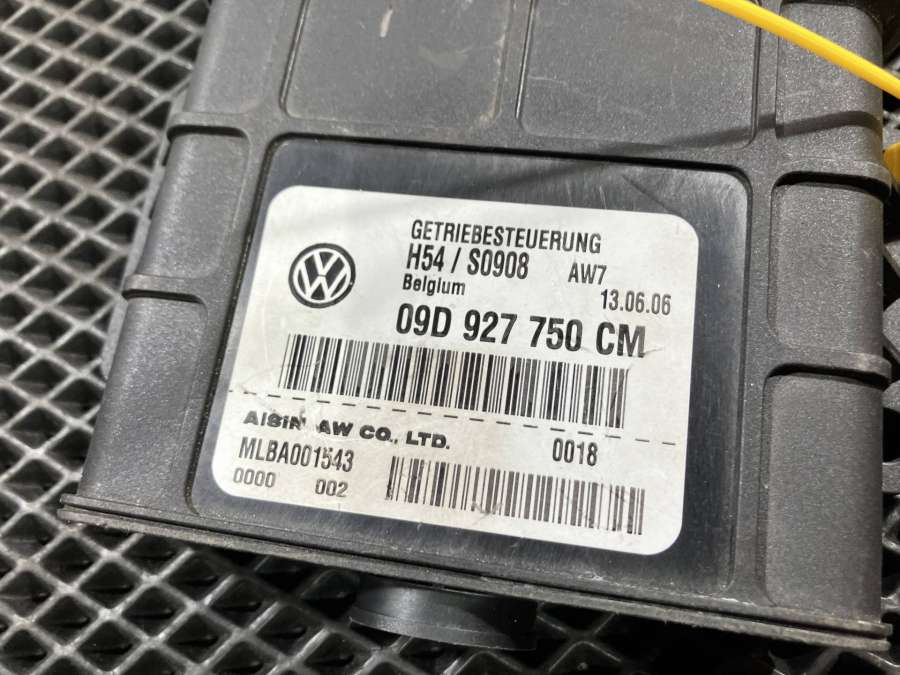 GETRIEBESTEUERUNG
H54 / S0908 AW7
Belgium 13.06.06
09D 927 750 CM
AISIN AW CO., LTD.
MLBA001543 0018
0000 002